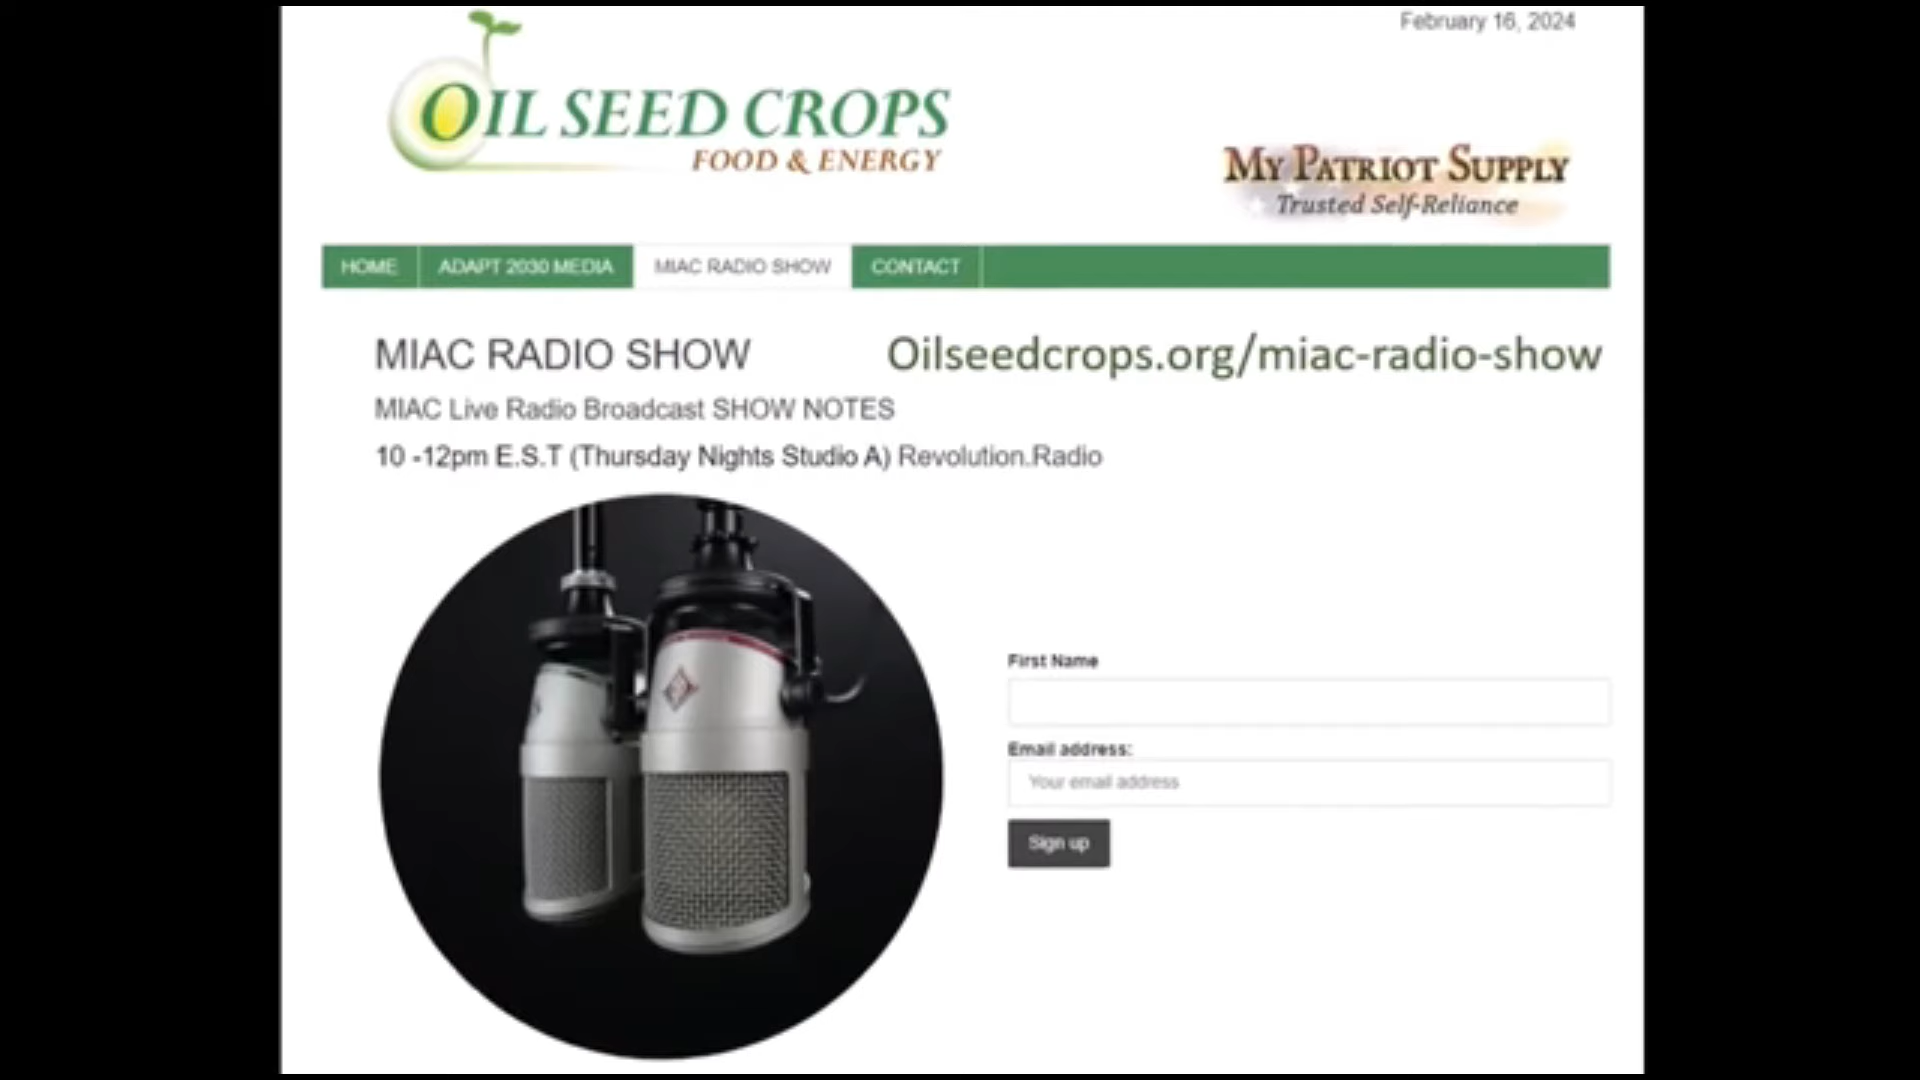 February 16, 2024
OIL SEED CROPS
FOOD & ENERGY
MY PATRIOT SUPPLY
Trusted Self-Reliance
HOME
ADAPT 2030 MEDIA
MIAC RADIO SHOW
CONTACT
MIAC RADIO SHOW
Oilseedcrops.org/miac-radio-show
MIAC Live Radio Broadcast SHOW NOTES
10 -12pm E.S.T (Thursday Nights Studio A) Revolution.Radio
First Name
Email address:
Your email address
Sign up